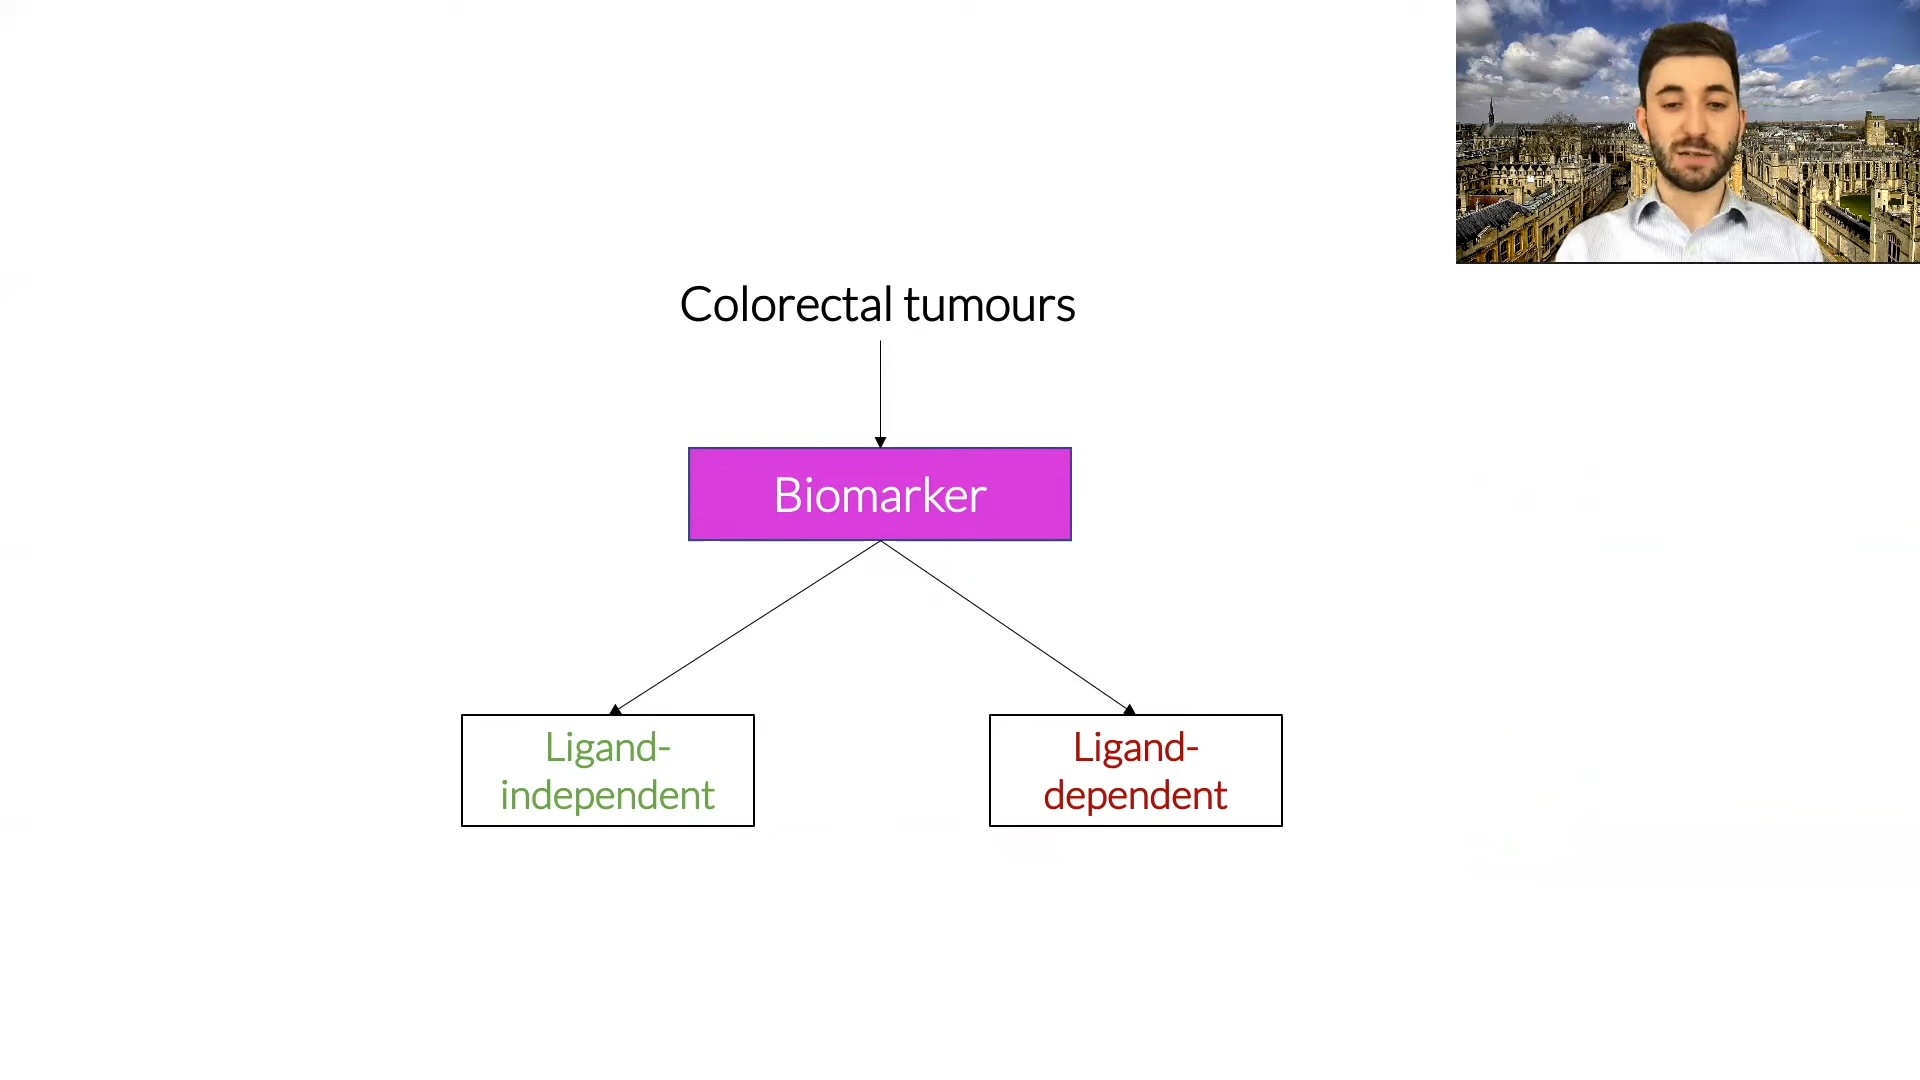 Colorectal tumours
Biomarker
Ligand-
independent
Ligand-
dependent